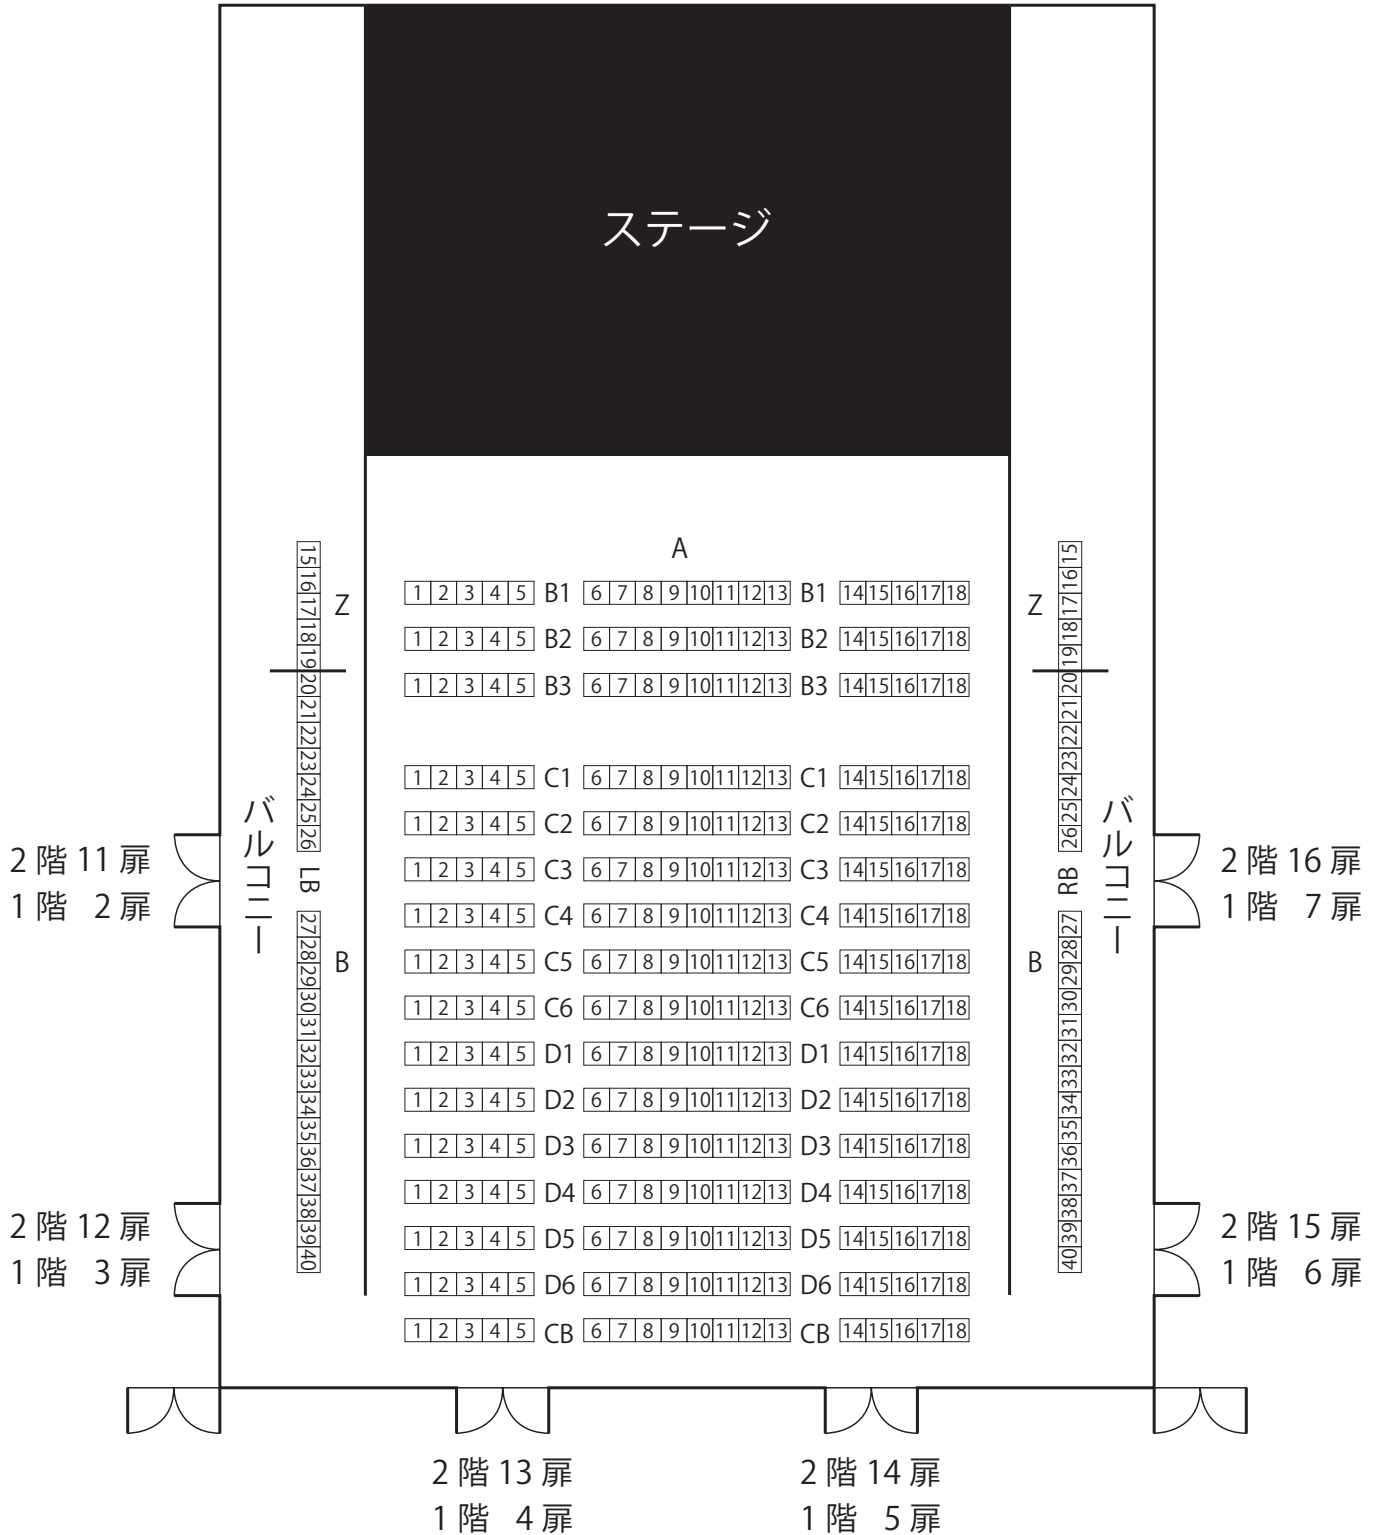 ステージ
A
1 2 3 4 5 B1 6 7 8 9 10 11 12 13 B1 14 15 16 17 18
1 2 3 4 5 B2 6 7 8 9 10 11 12 13 B2 14 15 16 17 18
1 2 3 4 5 B3 6 7 8 9 10 11 12 13 B3 14 15 16 17 18
1 2 3 4 5 C1 6 7 8 9 10 11 12 13 C1 14 15 16 17 18
1 2 3 4 5 C2 6 7 8 9 10 11 12 13 C2 14 15 16 17 18
1 2 3 4 5 C3 6 7 8 9 10 11 12 13 C3 14 15 16 17 18
1 2 3 4 5 C4 6 7 8 9 10 11 12 13 C4 14 15 16 17 18
1 2 3 4 5 C5 6 7 8 9 10 11 12 13 C5 14 15 16 17 18
1 2 3 4 5 C6 6 7 8 9 10 11 12 13 C6 14 15 16 17 18
1 2 3 4 5 D1 6 7 8 9 10 11 12 13 D1 14 15 16 17 18
1 2 3 4 5 D2 6 7 8 9 10 11 12 13 D2 14 15 16 17 18
1 2 3 4 5 D3 6 7 8 9 10 11 12 13 D3 14 15 16 17 18
1 2 3 4 5 D4 6 7 8 9 10 11 12 13 D4 14 15 16 17 18
1 2 3 4 5 D5 6 7 8 9 10 11 12 13 D5 14 15 16 17 18
1 2 3 4 5 D6 6 7 8 9 10 11 12 13 D6 14 15 16 17 18
1 2 3 4 5 CB 6 7 8 9 10 11 12 13 CB 14 15 16 17 18
15 16 17 18 19 20 21 22 23 24 25 26 LB 27 28 29 30 31 32 33 34 35 36 37 38 39 40
Z
B
バルコニー
15 16 17 18 19 20 21 22 23 24 25 26 RB 27 28 29 30 31 32 33 34 35 36 37 38 39 40
Z
B
バルコニー
2 階 11 扉
1 階 2 扉
2 階 12 扉
1 階 3 扉
2 階 16 扉
1 階 7 扉
2 階 15 扉
1 階 6 扉
2 階 13 扉
1 階 4 扉
2 階 14 扉
1 階 5 扉